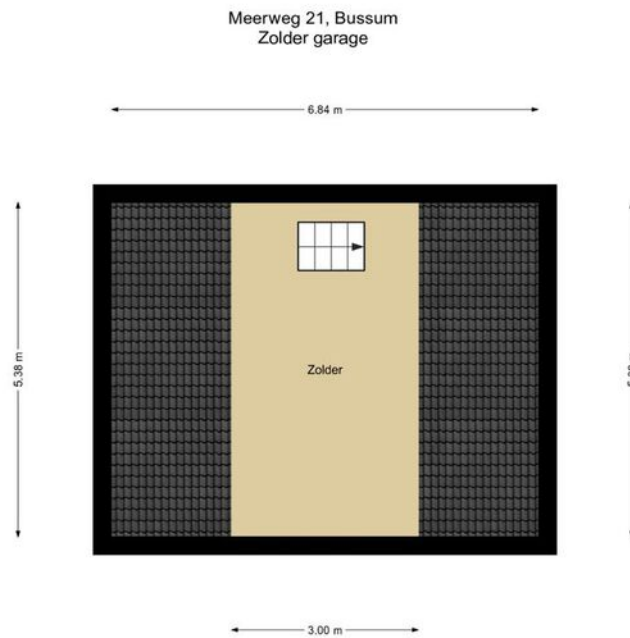 Meerweg 21, Bussum
Zolder garage
6.84 m
5.38 m
Zolder
3.00 m